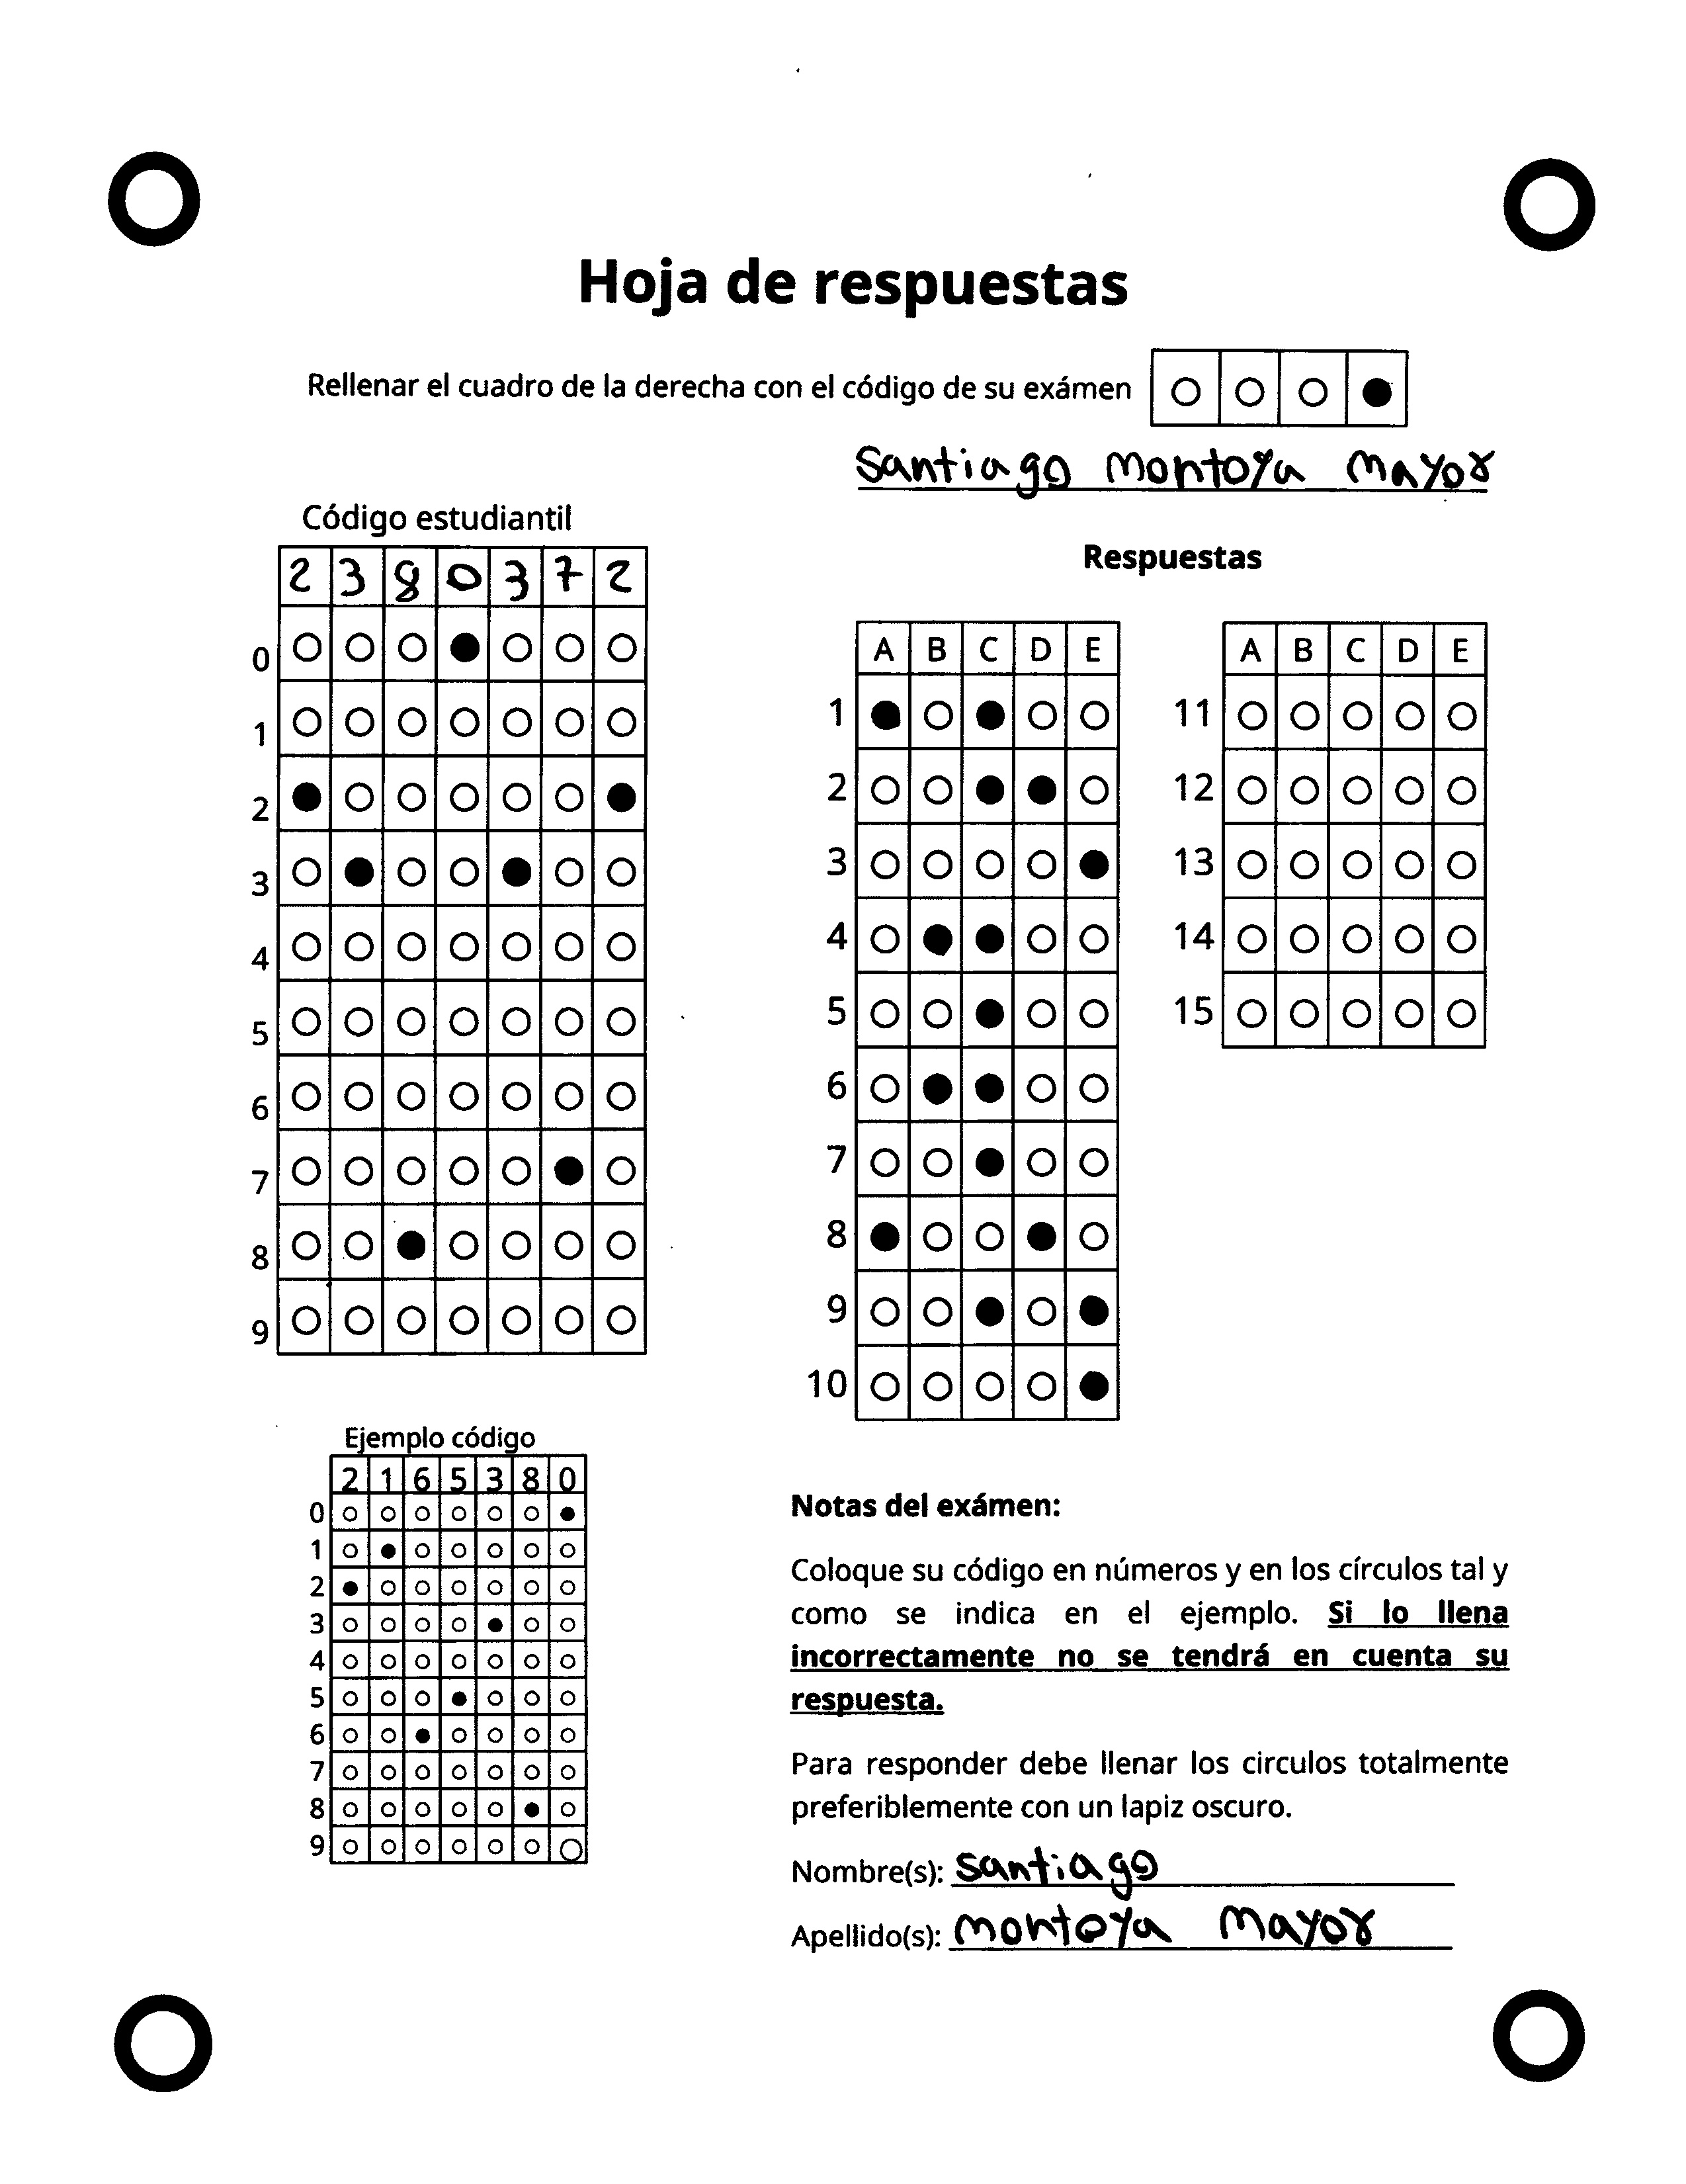 Hoja de respuestas
Rellenar el cuadro de la derecha con el código de su exámen
Santiago Montoya Mayor
Código estudiantil
2 3 8 0 3 7 2
0
1
2
3
4
5
6
7
8
9
Respuestas
A B C D E
1
2
3
4
5
6
7
8
9
10
A B C D E
11
12
13
14
15
Ejemplo código
2 1 6 5 3 8 0
0
1
2
3
4
5
6
7
8
9
Notas del exámen:
Coloque su código en números y en los círculos tal y
como se indica en el ejemplo. Si lo llena
incorrectamente no se tendrá en cuenta su
respuesta.
Para responder debe llenar los circulos totalmente
preferiblemente con un lapiz oscuro.
Nombre(s): Santiago
Apellido(s): Montoya Mayor